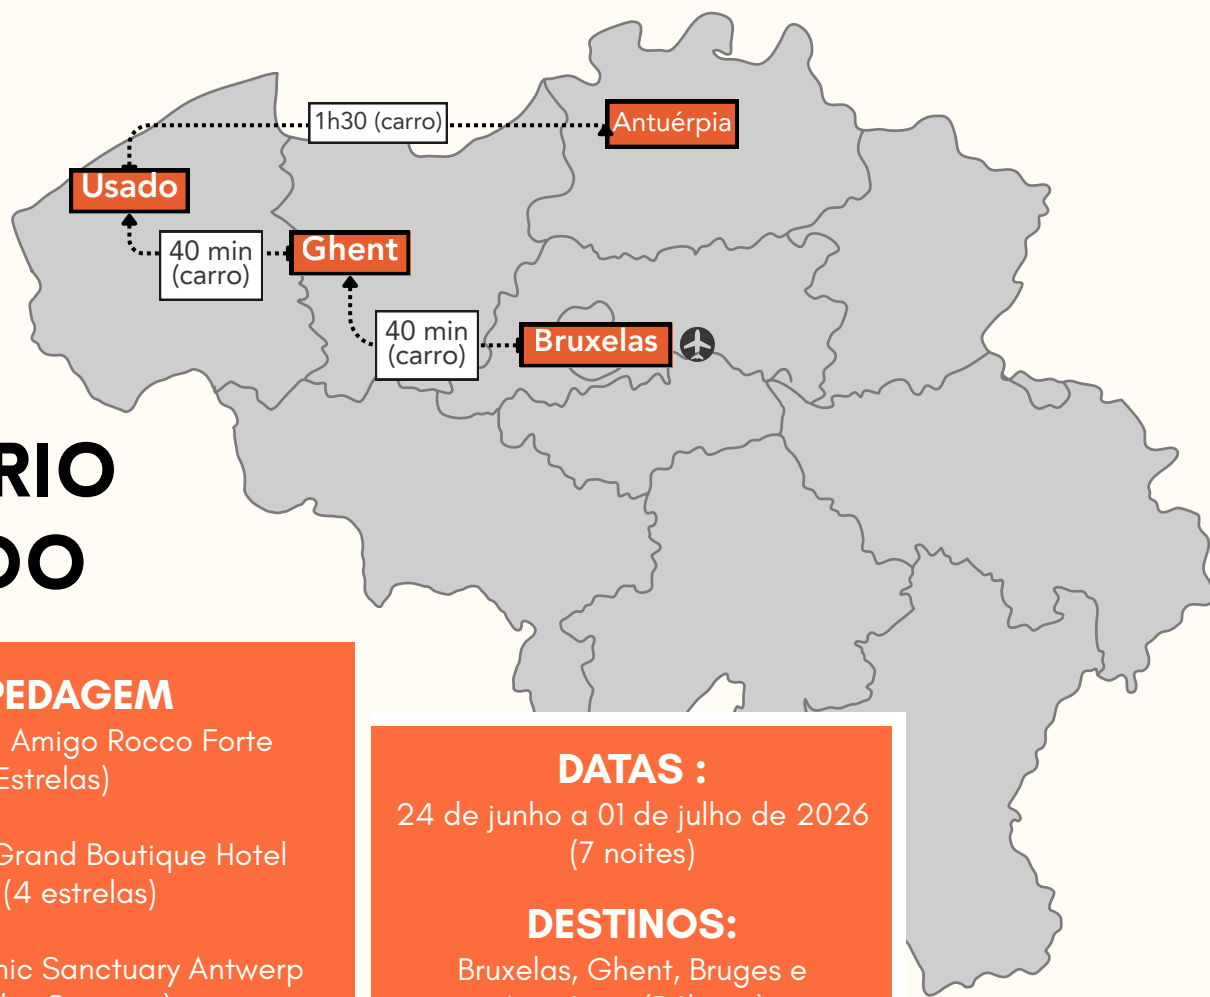 1h30 (carro)
Antuérpia
Usado
40 min
(carro)
Ghent
40 min
(carro)
Bruxelas
RIO
DO
PEDAGEM
Amigo Rocco Forte
Estrelas)
Grand Boutique Hotel
(4 estrelas)
nic Sanctuary Antwerp
DATAS :
24 de junho a 01 de julho de 2026
(7 noites)
DESTINOS:
Bruxelas, Ghent, Bruges e